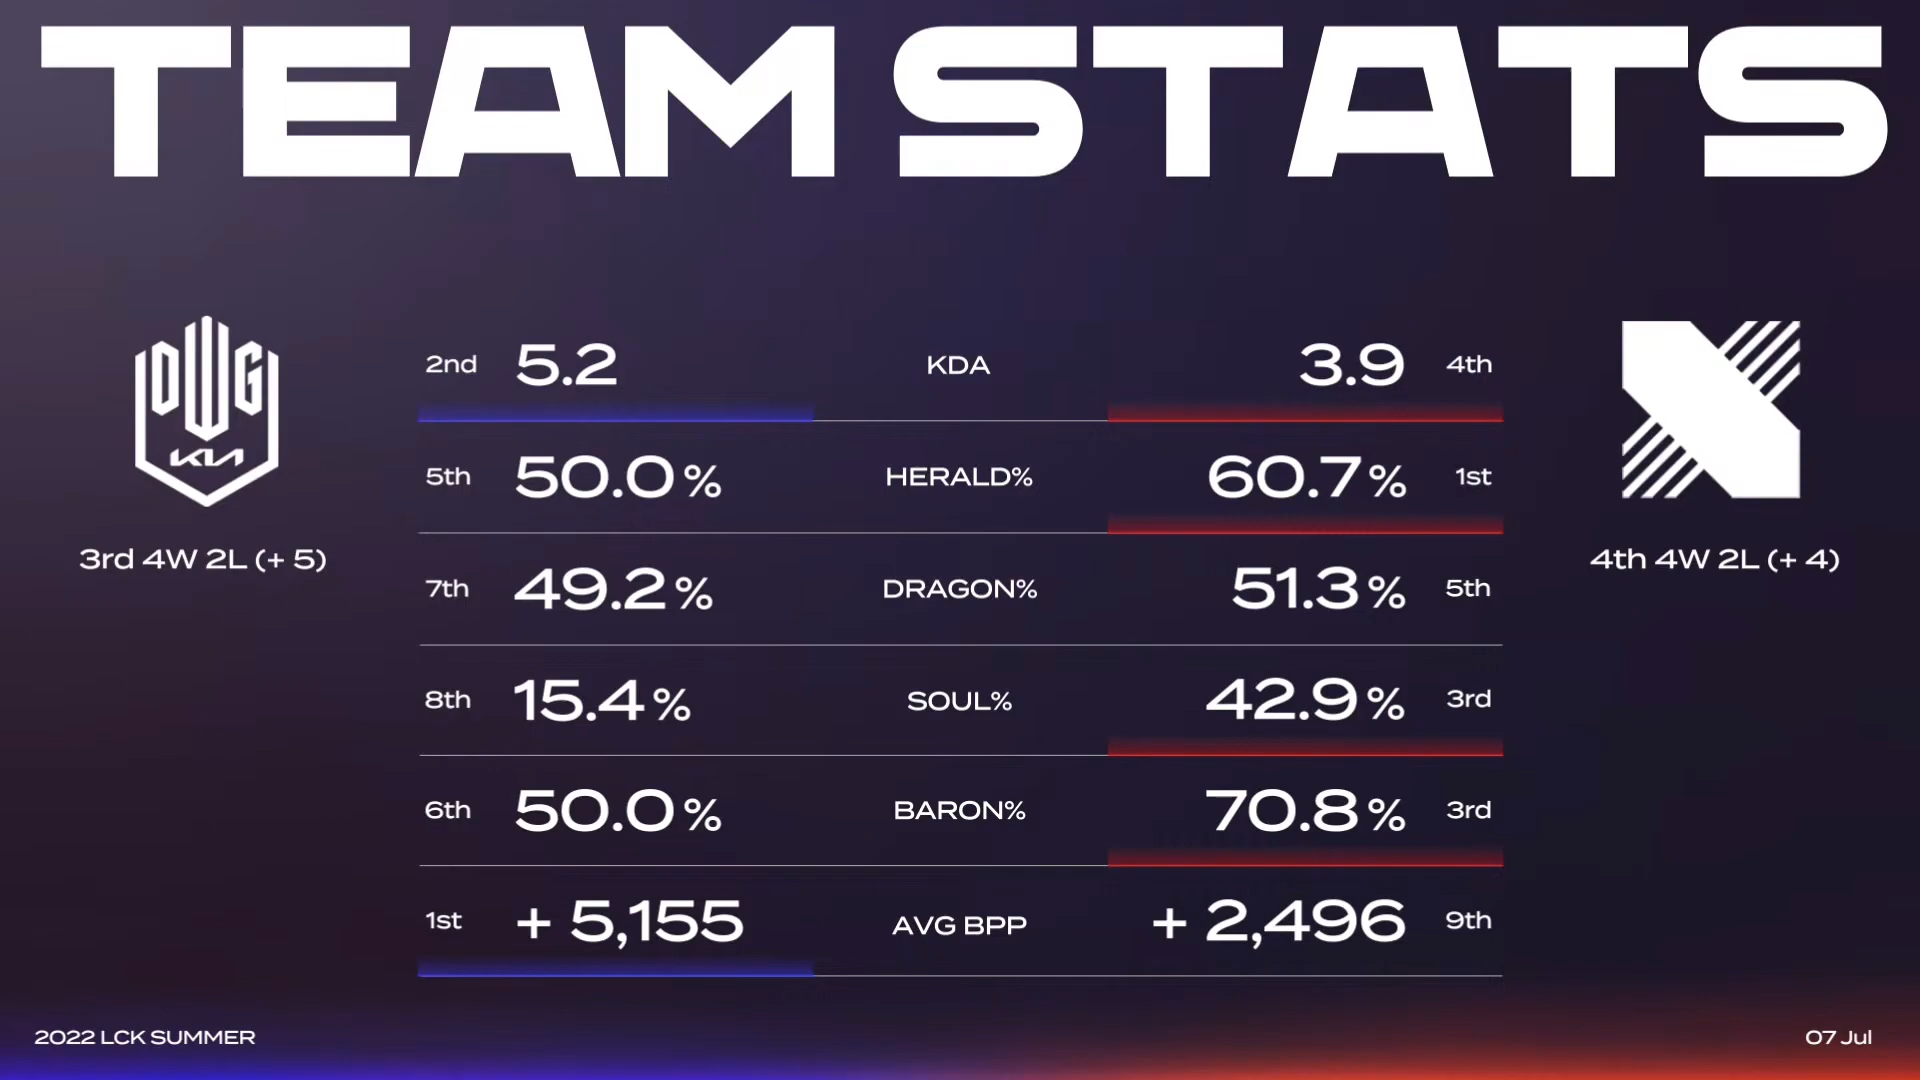 TEAM STATS
DWG
KIA
3rd 4W 2L (+ 5)
2nd 5.2 KDA 3.9 4th
5th 50.0% HERALD% 60.7% 1st
7th 49.2% DRAGON% 51.3% 5th
8th 15.4% SOUL% 42.9% 3rd
6th 50.0% BARON% 70.8% 3rd
1st + 5,155 AVG BPP + 2,496 9th
4th 4W 2L (+ 4)
2022 LCK SUMMER
07 Jul